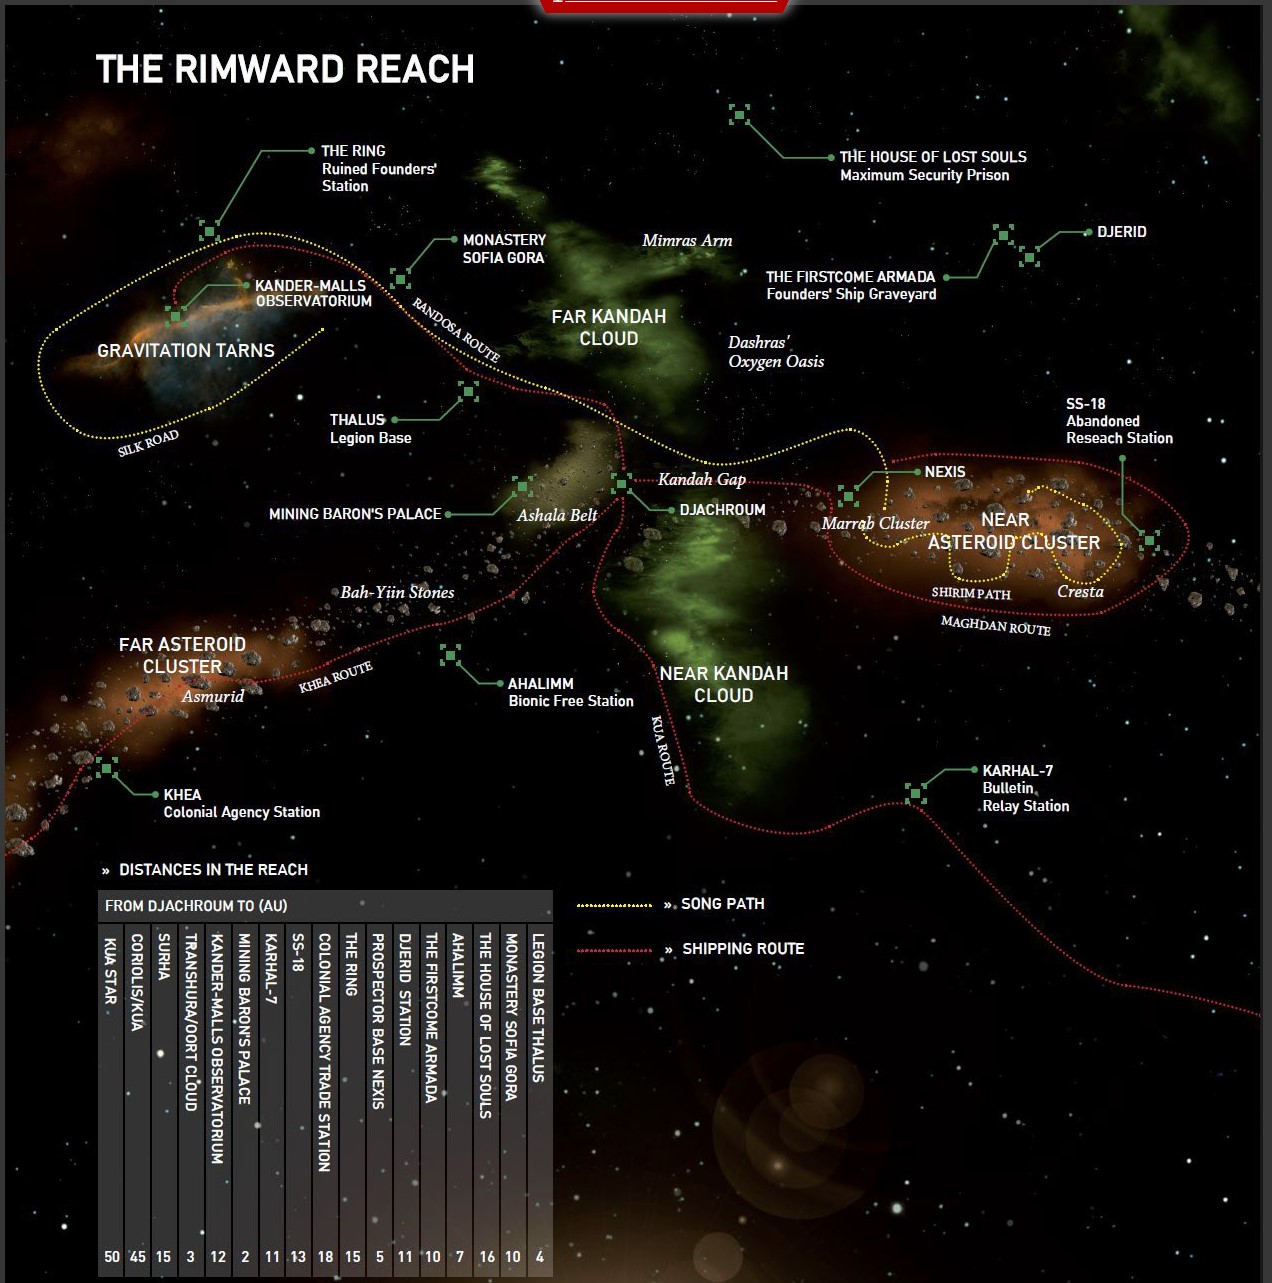 THE RIMWARD REACH
THE RING
Ruined Founders'
Station
THE HOUSE OF LOST SOULS
Maximum Security Prison
MONASTERY
SOFIA GORA
Mimras Arm
DJERID
THE FIRSTCOME ARMADA
Founders' Ship Graveyard
KANDER-MALLS
OBSERVATORIUM
RANDOSA ROUTE
FAR KANDAH
CLOUD
GRAVITATION TARNS
Dashras'
Oxygen Oasis
THALUS
Legion Base
SILK ROAD
SS-18
Abandoned
Reseach Station
Kandah Gap
NEXIS
MINING BARON'S PALACE
Ashala Belt
DJACHROUM
Marrab Cluster
NEAR
ASTEROID CLUSTER
Bah-Yiin Stones
SHIRIM PATH
Cresta
MAGHDAN ROUTE
FAR ASTEROID
CLUSTER
Asmurid
KHEA ROUTE
AHALIMM
Bionic Free Station
NEAR KANDAH
CLOUD
KUA ROUTE
KHEA
Colonial Agency Station
KARHAL-7
Bulletin
Relay Station
» DISTANCES IN THE REACH
FROM DJACHROUM TO (AU)
KUA STAR 50
CORIOLIS/KUA 45
SURHA 15
TRANSHURA/OORT CLOUD 3
KANDER-MALLS OBSERVATORIUM 12
MINING BARON'S PALACE 2
KARHAL-7 11
SS-18 13
COLONIAL AGENCY TRADE STATION 18
THE RING 15
PROSPECTOR BASE NEXIS 5
DJERID STATION 11
THE FIRSTCOME ARMADA 10
AHALIMM 7
THE HOUSE OF LOST SOULS 16
MONASTERY SOFIA GORA 10
LEGION BASE THALUS 4
» SONG PATH
» SHIPPING ROUTE